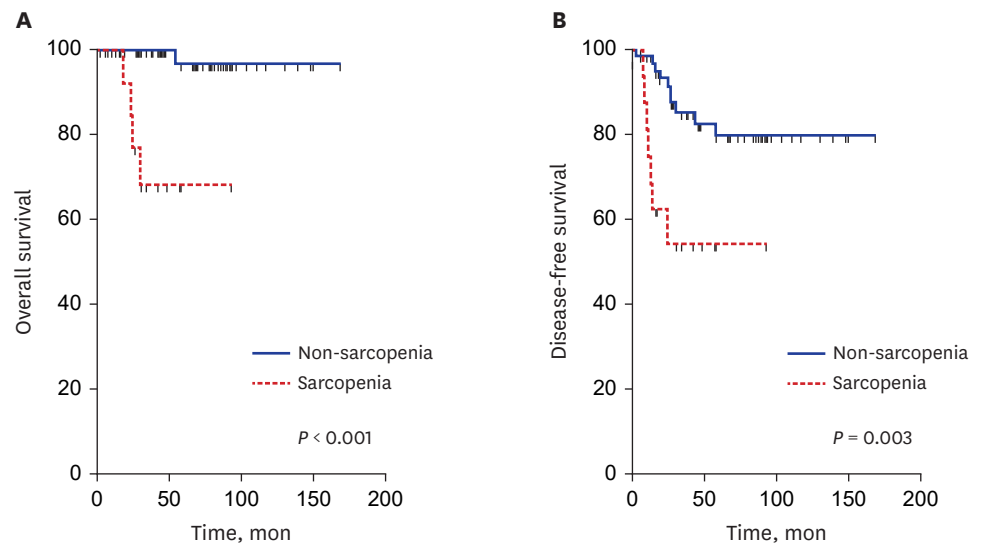 A
100
80
60
40
20
0
Overall survival
Non-sarcopenia
Sarcopenia
P < 0.001
0 50 100 150 200
Time, mon
B
100
80
60
40
20
0
Disease-free survival
Non-sarcopenia
Sarcopenia
P = 0.003
0 50 100 150 200
Time, mon